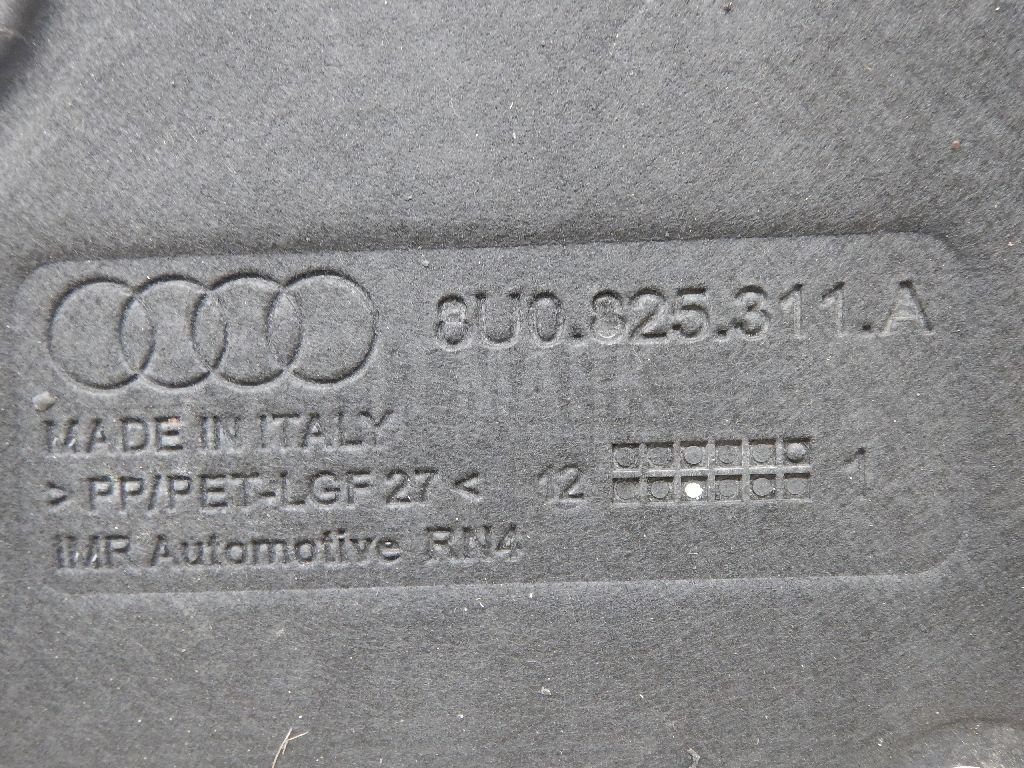 8U0.825.311.A
MADE IN ITALY
> PP/PET-LGF 27 < 12 1
IMR Automotive RN4